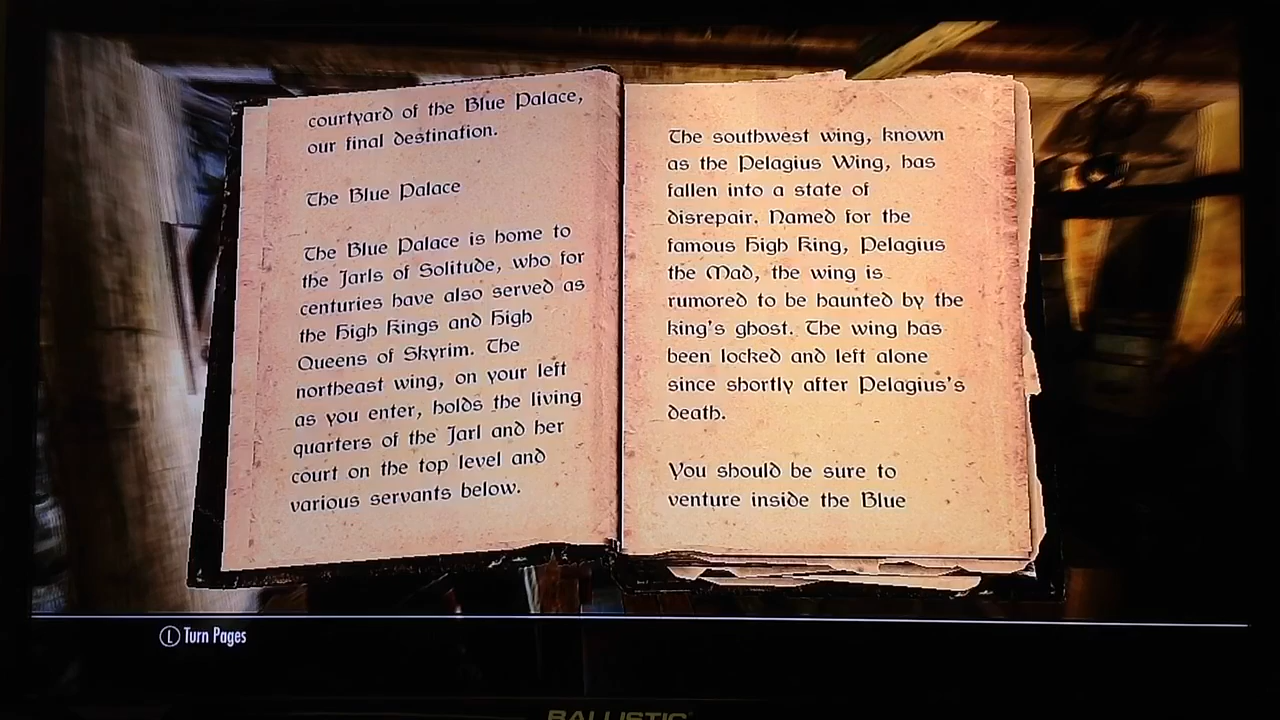 courtyard of the Blue Palace,
our final destination.
The Blue Palace
The Blue Palace is home to
the Jarls of Solitude, who for
centuries have also served as
the High Kings and High
Queens of Skyrim. The
northeast wing, on your left
as you enter, holds the living
quarters of the Jarl and her
court on the top level and
various servants below.
The southwest wing, known
as the Pelagius Wing, has
fallen into a state of
disrepair. Named for the
famous High King, Pelagius
the Mad, the wing is
rumored to be haunted by the
king's ghost. The wing has
been locked and left alone
since shortly after Pelagius's
death.
You should be sure to
venture inside the Blue
L Turn Pages
BALLISTIC